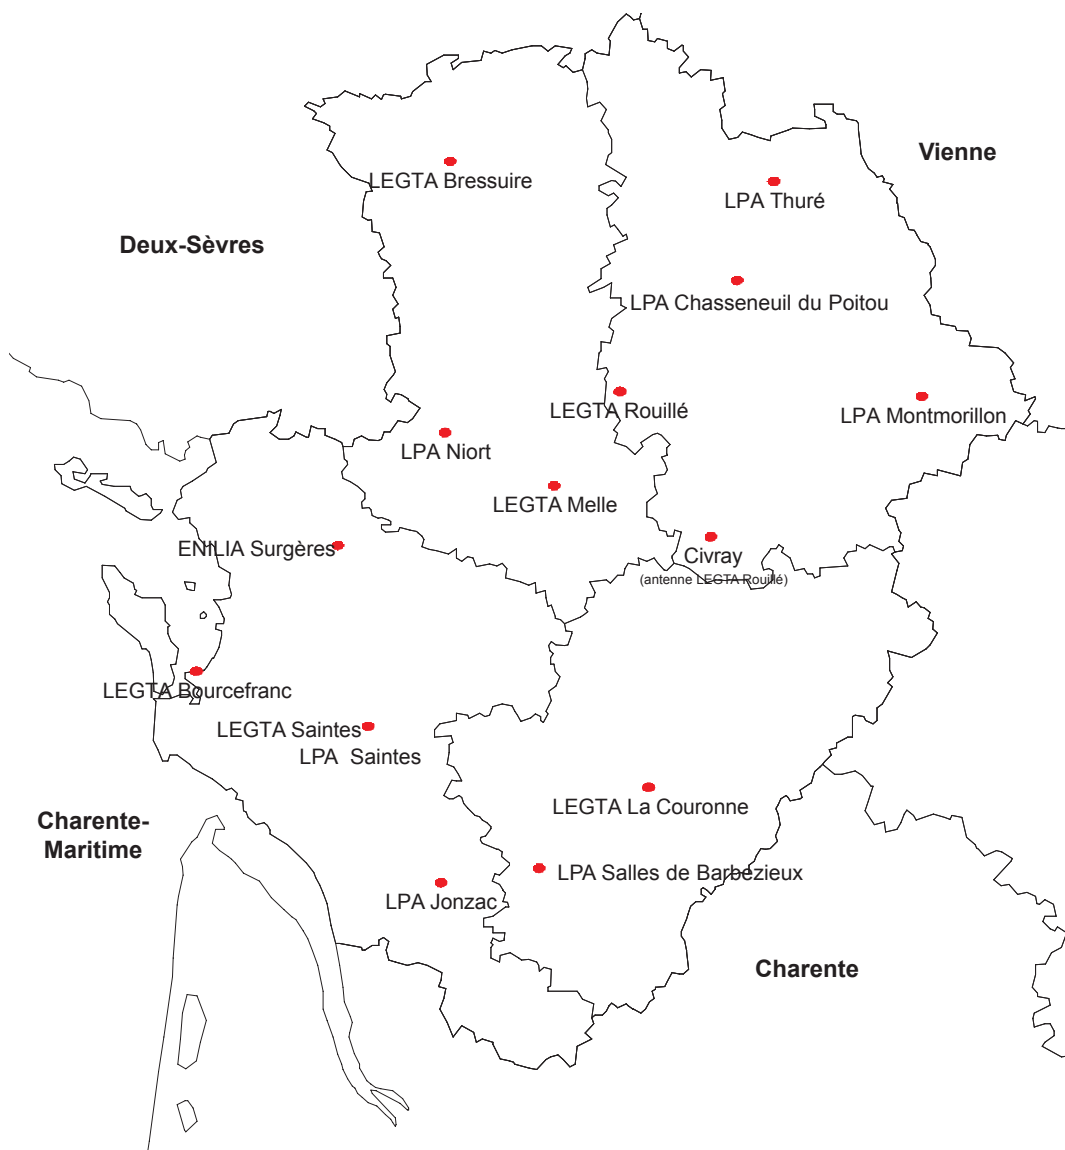 Vienne
LEGTA Bressuire
LPA Thuré
Deux-Sèvres
LPA Chasseneuil du Poitou
LEGTA Rouillé
LPA Montmorillon
LPA Niort
LEGTA Melle
ENILIA Surgères
Civray
(antenne LEGTA Rouillé)
LEGTA Bourcefranc
LEGTA Saintes
LPA  Saintes
LEGTA La Couronne
Charente-
Maritime
LPA Salles de Barbezieux
LPA Jonzac
Charente